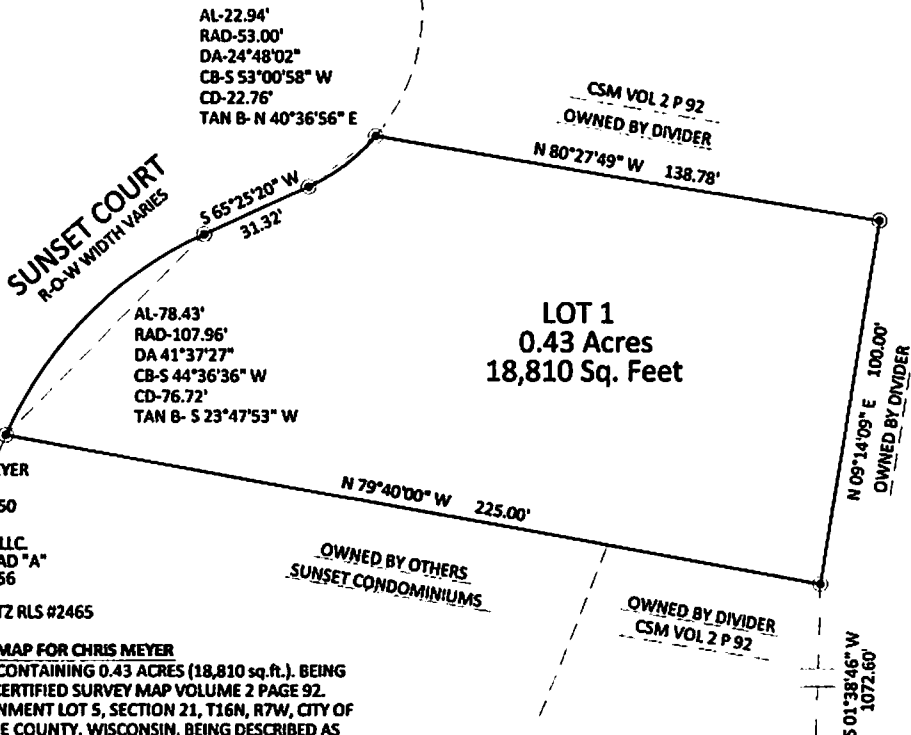 AL-22.94'
RAD-53.00'
DA-24°48'02"
CB-S 53°00'58" W
CD-22.76'
TAN B- N 40°36'56" E
CSM VOL 2 P 92
OWNED BY DIVIDER
N 80°27'49" W 138.78'
SUNSET COURT
R-O-W WIDTH VARIES
S 65°25'20" W
31.32'
AL-78.43'
RAD-107.96'
DA 41°37'27"
CB-S 44°36'36" W
CD-76.72'
TAN B- S 23°47'53" W
LOT 1
0.43 Acres
18,810 Sq. Feet
N 09°14'09" E 100.00'
OWNED BY DIVIDER
N 79°40'00" W 225.00'
OWNED BY OTHERS
SUNSET CONDOMINIUMS
OWNED BY DIVIDER
CSM VOL 2 P 92
S 01°38'46" W
1072.60'
YER
50
LLC.
AD "A"
56
TZ RLS #2465
MAP FOR CHRIS MEYER
CONTAINING 0.43 ACRES (18,810 sq.ft.). BEING
CERTIFIED SURVEY MAP VOLUME 2 PAGE 92.
NMENT LOT 5, SECTION 21, T16N, R7W, CITY OF
E COUNTY, WISCONSIN, BEING DESCRIBED AS